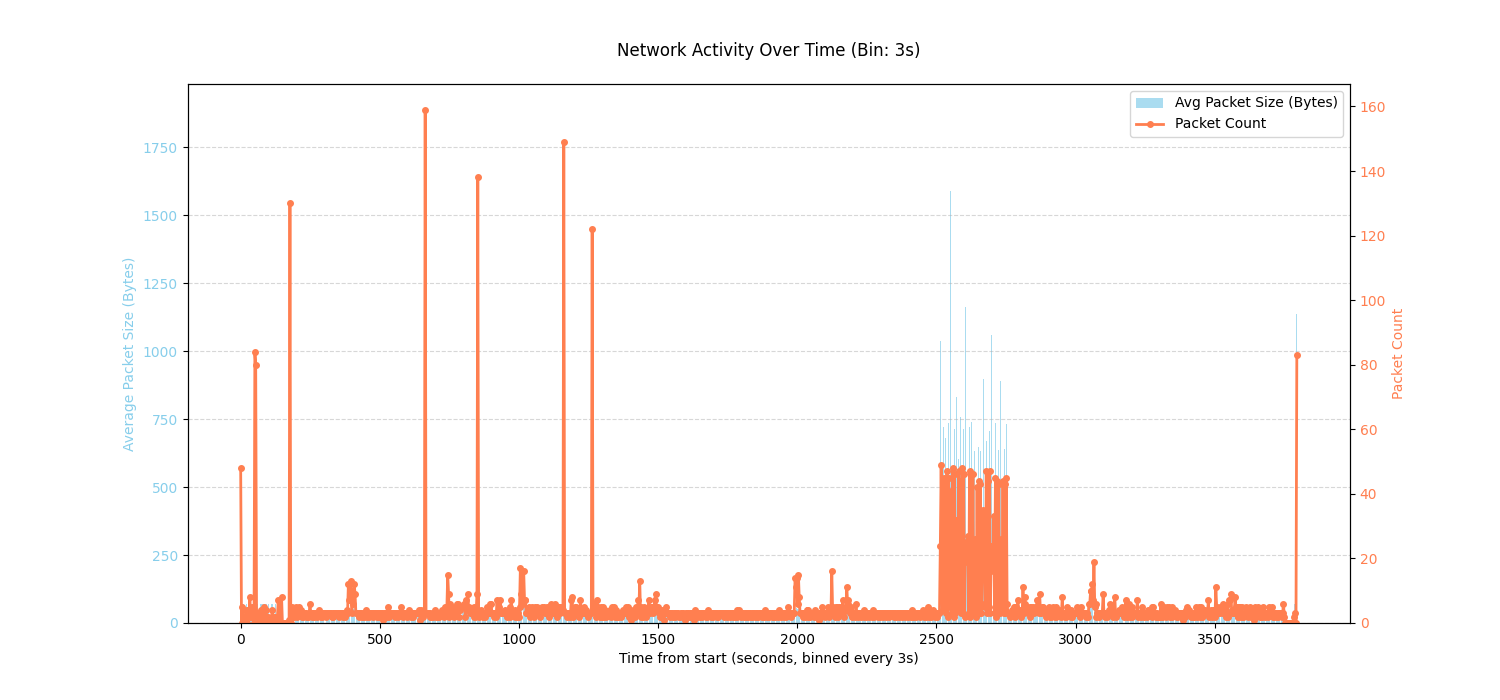 Network Activity Over Time (Bin: 3s)
Avg Packet Size (Bytes)
Packet Count
Average Packet Size (Bytes)
1750
1500
1250
1000
750
500
250
0
160
140
120
100
80
60
40
20
0
Packet Count
0 500 1000 1500 2000 2500 3000 3500
Time from start (seconds, binned every 3s)